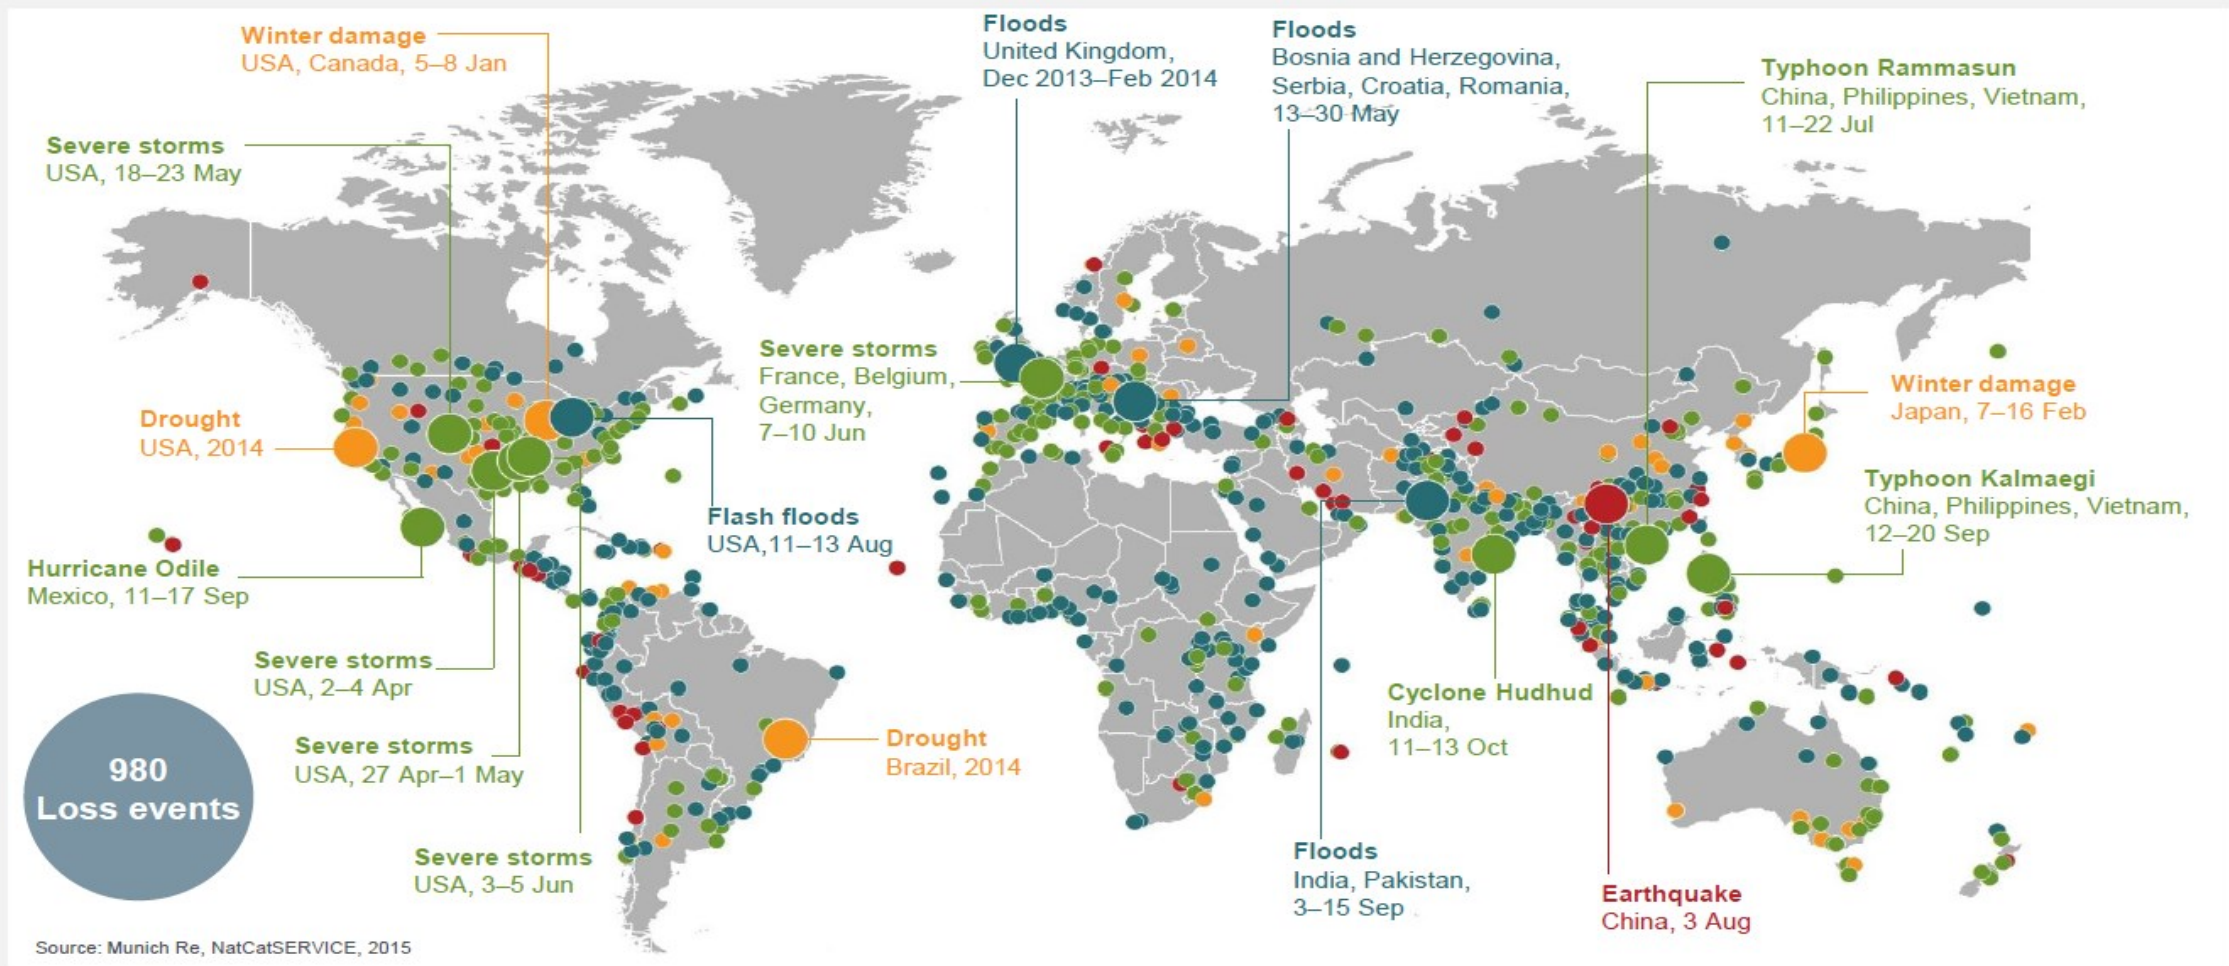 Winter damage
USA, Canada, 5–8 Jan
Floods
United Kingdom,
Dec 2013–Feb 2014
Floods
Bosnia and Herzegovina,
Serbia, Croatia, Romania,
13–30 May
Typhoon Rammasun
China, Philippines, Vietnam,
11–22 Jul
Severe storms
USA, 18–23 May
Severe storms
France, Belgium,
Germany,
7–10 Jun
Winter damage
Japan, 7–16 Feb
Drought
USA, 2014
Typhoon Kalmaegi
China, Philippines, Vietnam,
12–20 Sep
Flash floods
USA,11–13 Aug
Hurricane Odile
Mexico, 11–17 Sep
Severe storms
USA, 2–4 Apr
Cyclone Hudhud
India,
11–13 Oct
Severe storms
USA, 27 Apr–1 May
Drought
Brazil, 2014
980
Loss events
Severe storms
USA, 3–5 Jun
Floods
India, Pakistan,
3–15 Sep
Earthquake
China, 3 Aug
Source: Munich Re, NatCatSERVICE, 2015